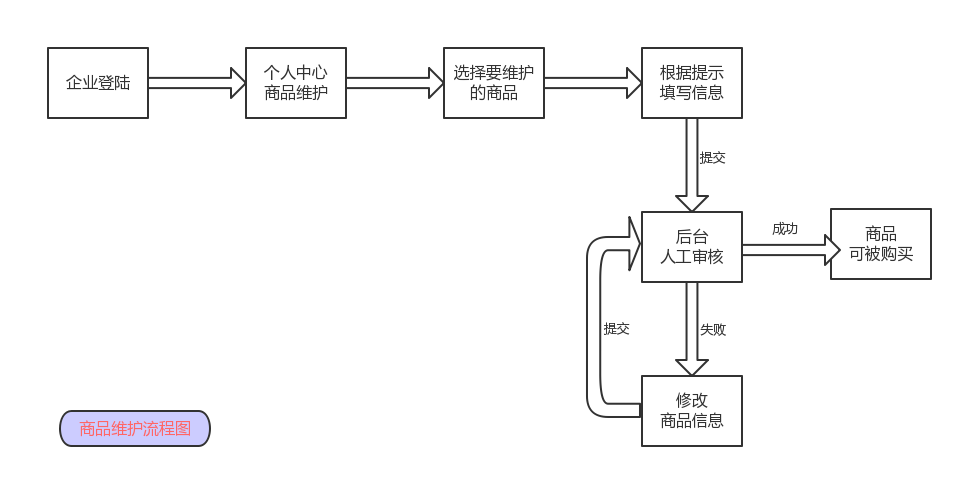 企业登陆
个人中心
商品维护
选择要维护
的商品
根据提示
填写信息
提交
后台
人工审核
成功
商品
可被购买
提交
失败
修改
商品信息
商品维护流程图